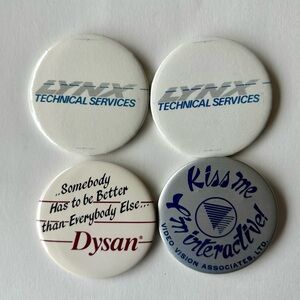 LYNX
TECHNICAL SERVICES
LYNX
TECHNICAL SERVICES
..Somebody
Has to be Better
than Everybody Else...
Dysan®
Kiss me
I'm interactive!
VIDEO VISION ASSOCIATES, LTD.